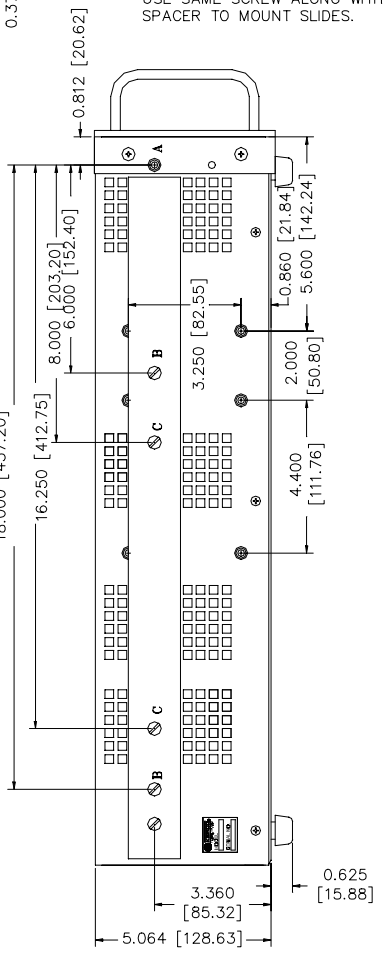 USE SAME SCREW ALONG WITH
SPACER TO MOUNT SLIDES.
0.812 [20.62]
A
8.000 [203.20]
6.000 [152.40]
3.250 [82.55]
0.860 [21.84]
5.600 [142.24]
B
2.000
[50.80]
C
16.250 [412.75]
4.400
[111.76]
C
B
0.625
[15.88]
3.360
[85.32]
5.064 [128.63]